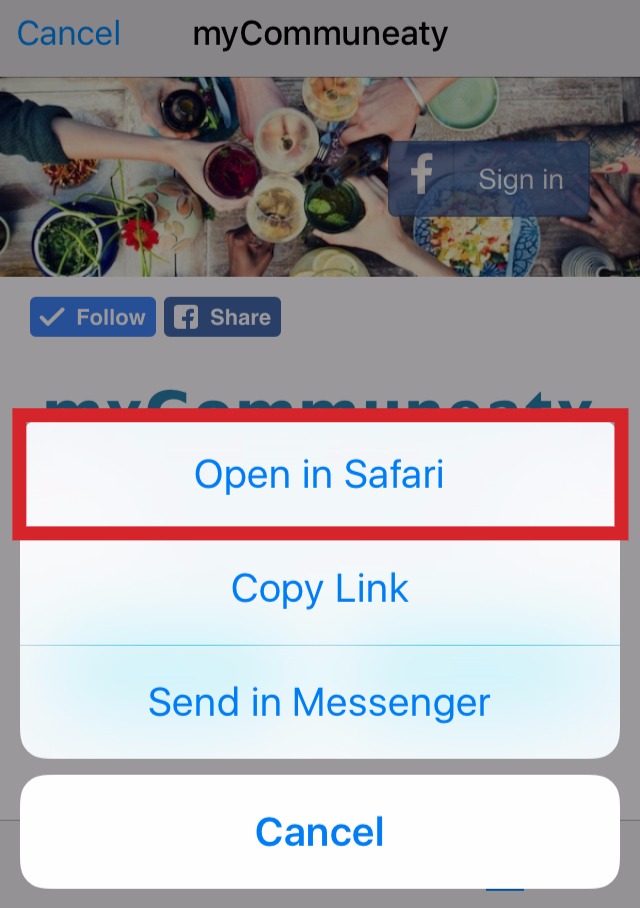 Cancel
myCommuneaty
f Sign in
Follow
f Share
myCommuneaty
Open in Safari
Copy Link
Send in Messenger
Cancel